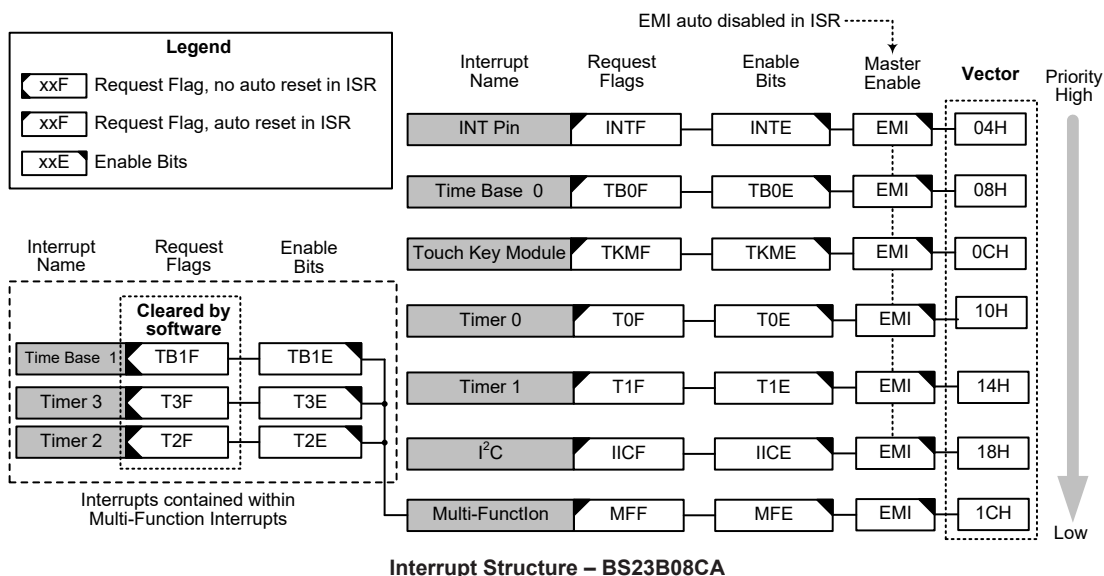 EMI auto disabled in ISR
Legend
xxF Request Flag, no auto reset in ISR
xxF Request Flag, auto reset in ISR
xxE Enable Bits
Interrupt Name
Request Flags
Enable Bits
Master Enable
Vector
Priority High
INT Pin INTF INTE EMI 04H
Time Base 0 TB0F TB0E EMI 08H
Touch Key Module TKMF TKME EMI 0CH
Timer 0 T0F T0E EMI 10H
Timer 1 T1F T1E EMI 14H
I²C IICF IICE EMI 18H
Multi-FunctIon MFF MFE EMI 1CH
Low
Interrupt Name
Request Flags
Enable Bits
Cleared by
software
Time Base 1 TB1F TB1E
Timer 3 T3F T3E
Timer 2 T2F T2E
Interrupts contained within
Multi-Function Interrupts
Interrupt Structure – BS23B08CA